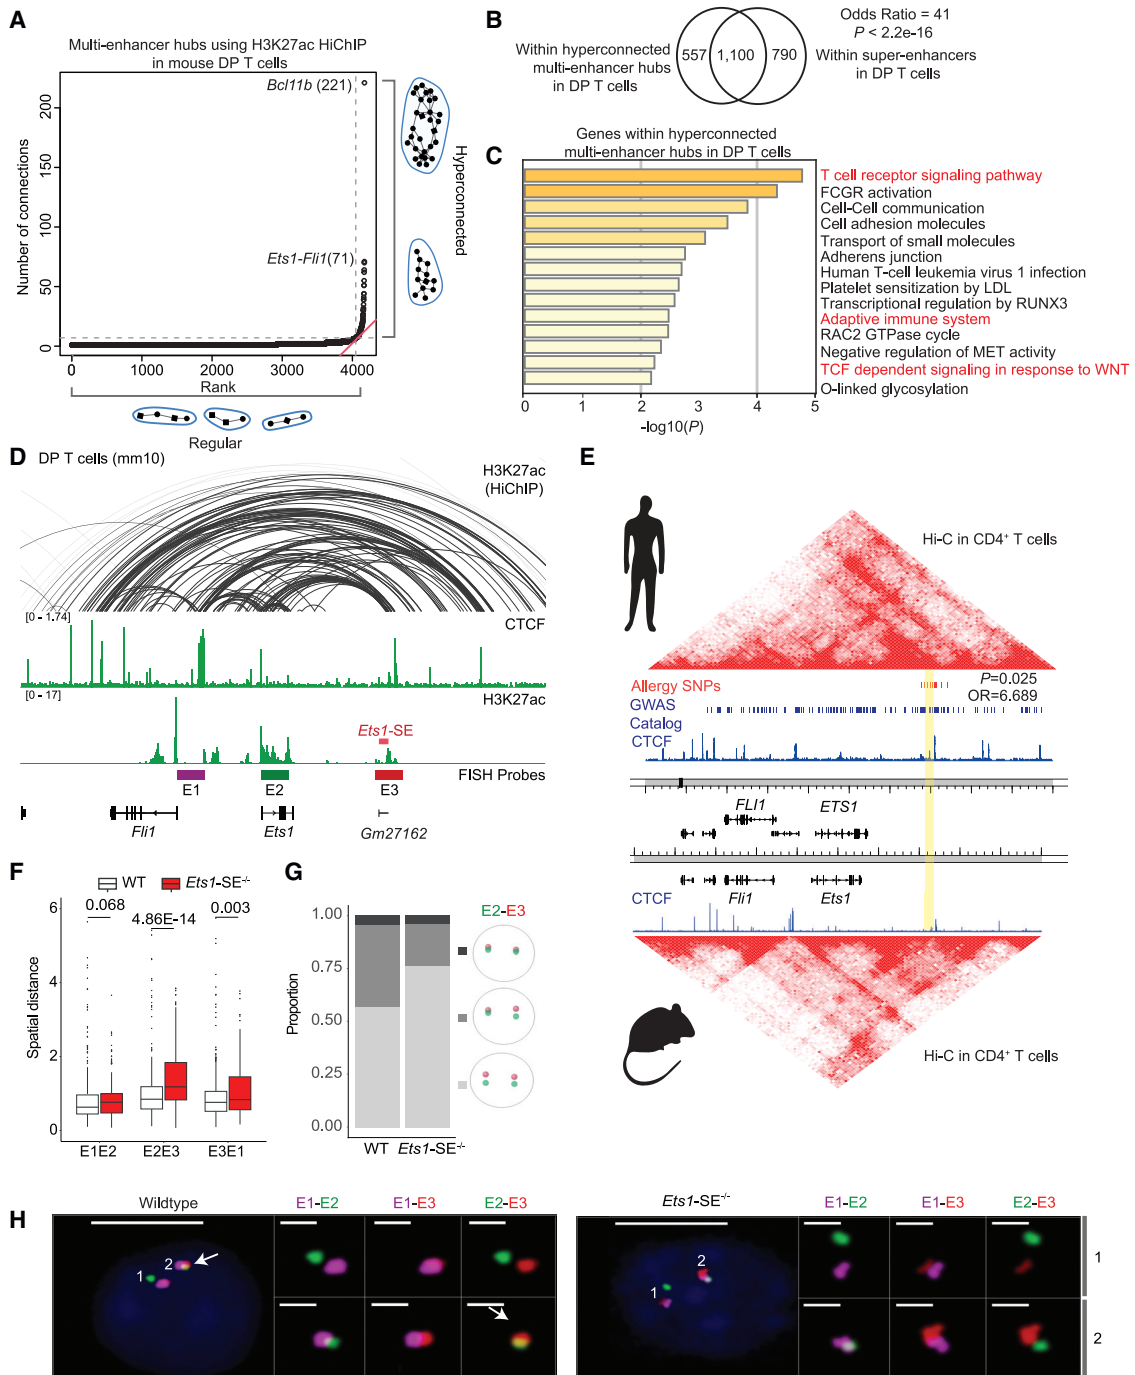 A
Multi-enhancer hubs using H3K27ac HiChIP
in mouse DP T cells
Number of connections
200
150
100
50
0
Bcl11b (221)
Ets1-Fli1(71)
Hyperconnected
0
1000
2000
3000
4000
Rank
Regular
B
Within hyperconnected
multi-enhancer hubs
in DP T cells
557
1,100
790
Odds Ratio = 41
P < 2.2e-16
Within super-enhancers
in DP T cells
C
Genes within hyperconnected
multi-enhancer hubs in DP T cells
T cell receptor signaling pathway
FCGR activation
Cell-Cell communication
Cell adhesion molecules
Transport of small molecules
Adherens junction
Human T-cell leukemia virus 1 infection
Platelet sensitization by LDL
Transcriptional regulation by RUNX3
Adaptive immune system
RAC2 GTPase cycle
Negative regulation of MET activity
TCF dependent signaling in response to WNT
O-linked glycosylation
0
1
2
3
4
5
-log10(P)
D
DP T cells (mm10)
H3K27ac
(HiChIP)
[0 - 1.74]
CTCF
[0 - 17]
H3K27ac
Ets1-SE
FISH Probes
E1
E2
E3
Fli1
Ets1
Gm27162
E
Hi-C in CD4+ T cells
Allergy SNPs
P=0.025
OR=6.689
GWAS
Catalog
CTCF
FLI1
ETS1
Fli1
Ets1
CTCF
Hi-C in CD4+ T cells
F
WT
Ets1-SE-/-
Spatial distance
6
4
2
0
0.068
4.86E-14
0.003
E1E2
E2E3
E3E1
G
Proportion
1.00
0.75
0.50
0.25
0.00
WT
Ets1-SE-/-
E2-E3
H
Wildtype
E1-E2
E1-E3
E2-E3
1
2
Ets1-SE-/-
E1-E2
E1-E3
E2-E3
1
2
1
2